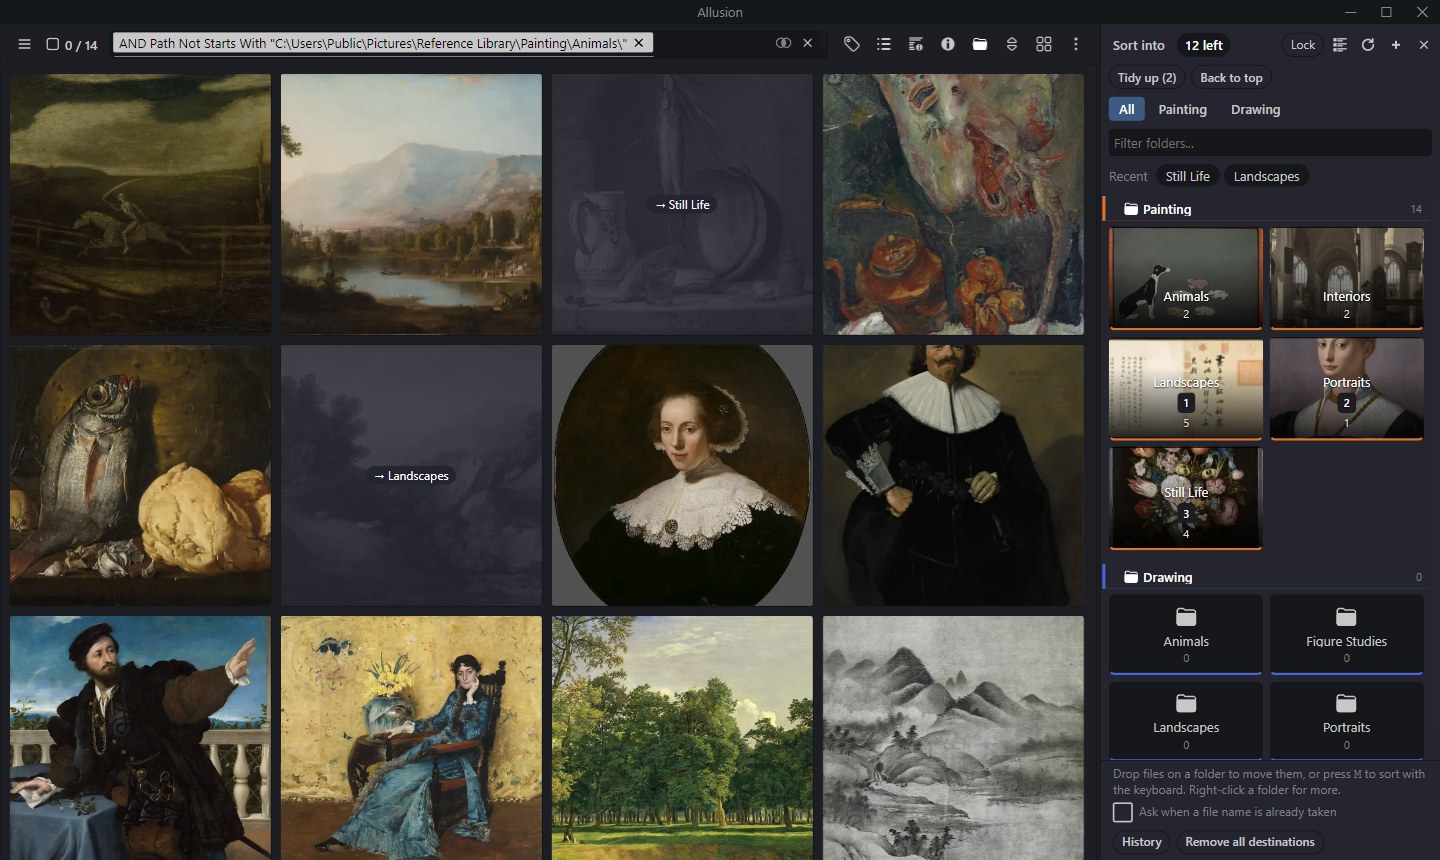 Allusion
0 / 14
AND Path Not Starts With "C:\Users\Public\Pictures\Reference Library\Painting\Animals\"
Sort into
12 left
Lock
Tidy up (2)
Back to top
All
Painting
Drawing
Filter folders...
Recent
Still Life
Landscapes
→ Still Life
→ Landscapes
Painting
14
Animals
2
Interiors
2
Landscapes
1
5
Portraits
2
1
Still Life
3
4
Drawing
0
Animals
0
Figure Studies
0
Landscapes
0
Portraits
0
Drop files on a folder to move them, or press M to sort with
the keyboard. Right-click a folder for more.
Ask when a file name is already taken
History
Remove all destinations